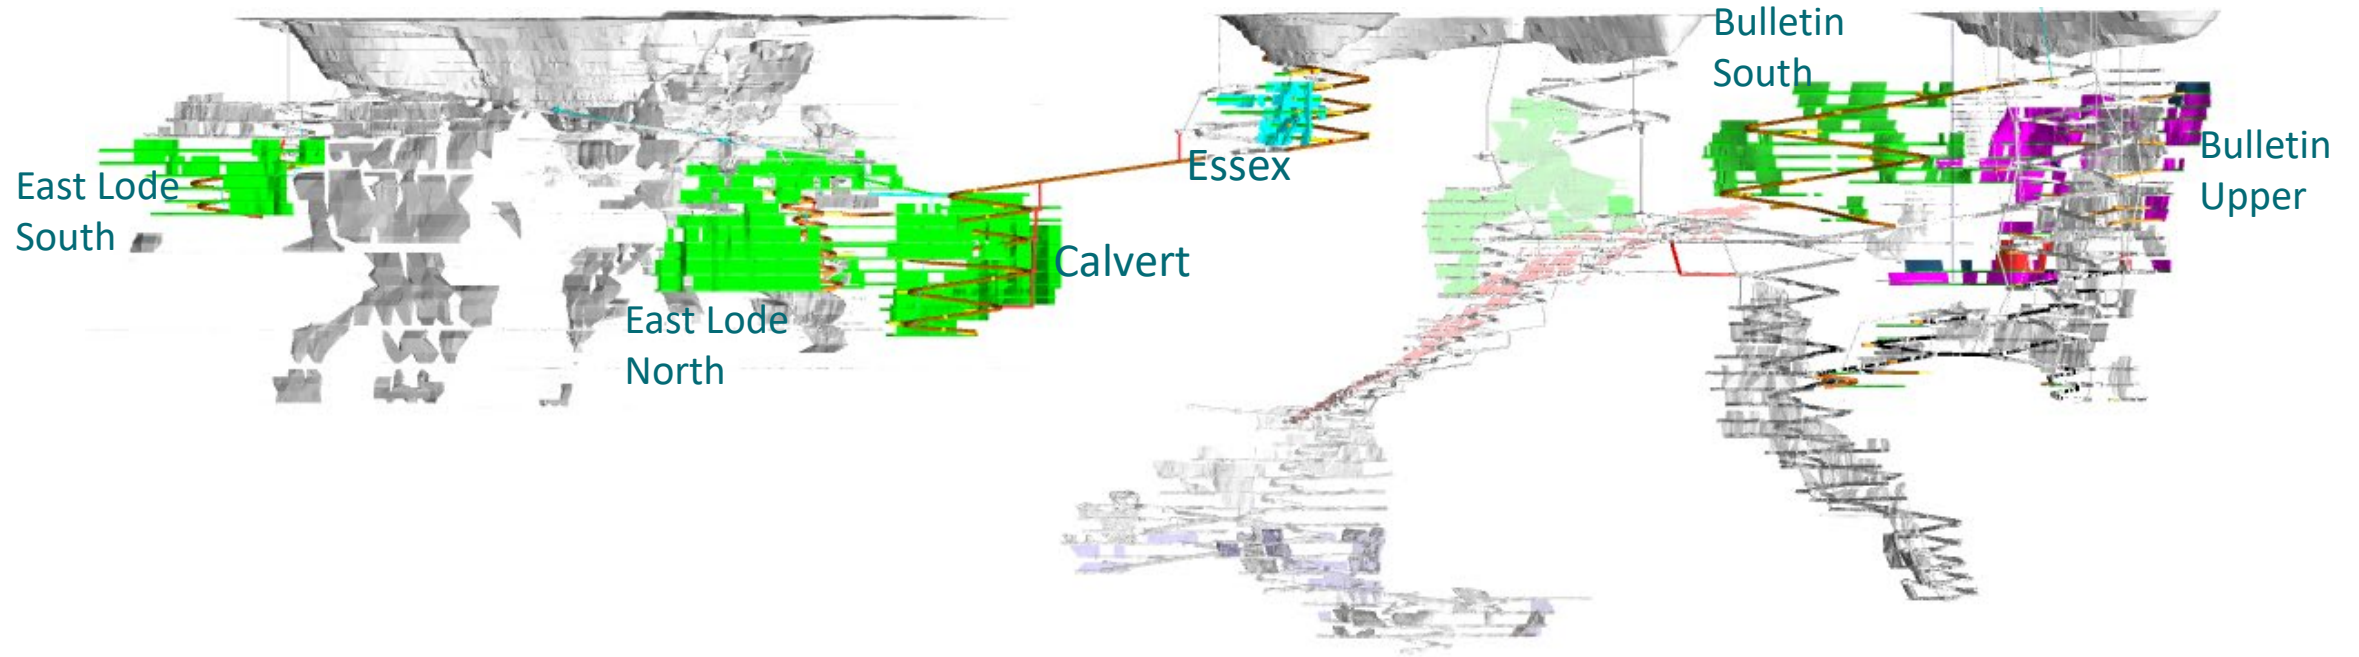 East Lode
South
East Lode
North
Calvert
Essex
Bulletin
South
Bulletin
Upper